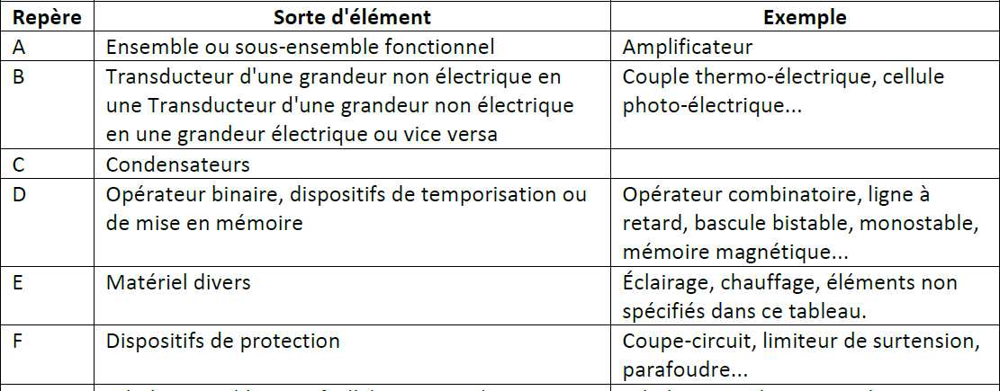 Repère Sorte d'élément Exemple
A Ensemble ou sous-ensemble fonctionnel Amplificateur
B Transducteur d'une grandeur non électrique en Couple thermo-électrique, cellule
une Transducteur d'une grandeur non électrique photo-électrique...
en une grandeur électrique ou vice versa
C Condensateurs
D Opérateur binaire, dispositifs de temporisation ou Opérateur combinatoire, ligne à
de mise en mémoire retard, bascule bistable, monostable,
mémoire magnétique...
E Matériel divers Éclairage, chauffage, éléments non
spécifiés dans ce tableau.
F Dispositifs de protection Coupe-circuit, limiteur de surtension,
parafoudre...